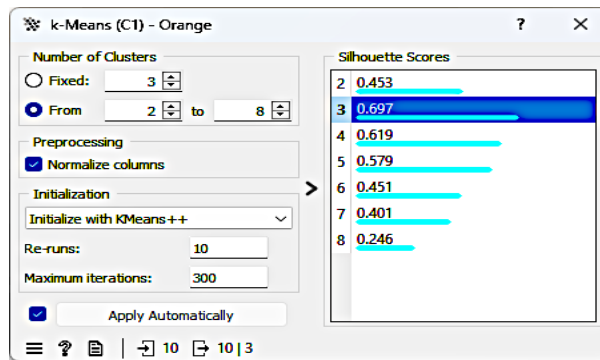 k-Means (C1) - Orange ? ×
Number of Clusters
Fixed: 3
From 2 to 8
Preprocessing
Normalize columns
Initialization
Initialize with KMeans++
Re-runs: 10
Maximum iterations: 300
Apply Automatically
10 10|3
Silhouette Scores
2 0.453
3 0.697
4 0.619
5 0.579
6 0.451
7 0.401
8 0.246